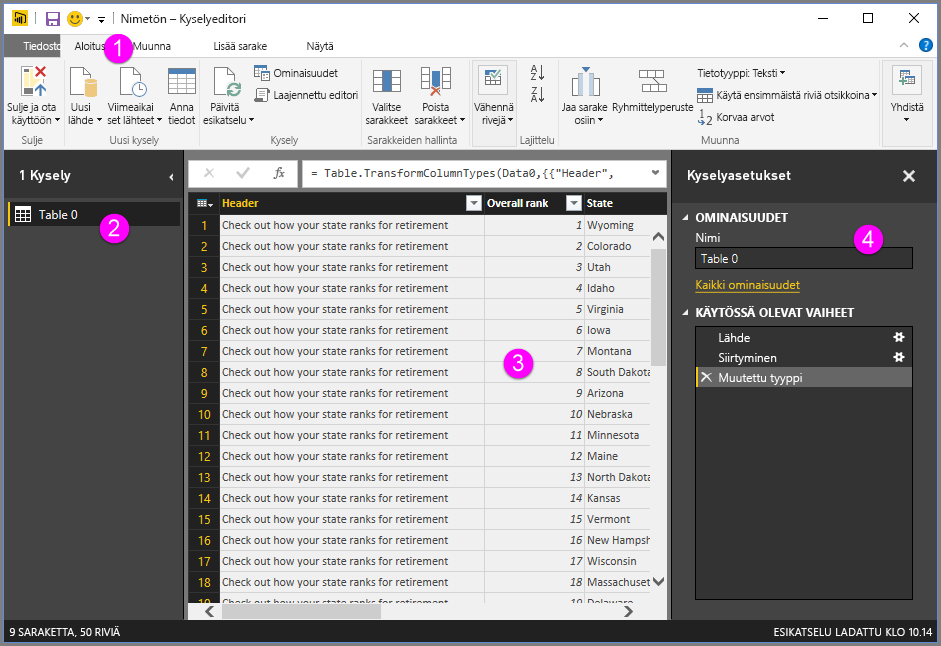 Nimetön – Kyselyeditori
Tiedosto Aloitus Muunna Lisää sarake Näytä
1
Sulje ja ota käyttöön
Sulje
Uusi lähde
Viimeaikai set lähteet
Anna tiedot
Uusi kysely
Päivitä esikatselu
Ominaisuudet
Laajennettu editori
Kysely
Valitse sarakkeet
Poista sarakkeet
Sarakkeiden hallinta
Vähennä rivejä
Lajittelu
Jaa sarake osiin
Ryhmittelyperuste
Tietotyyppi: Teksti
Käytä ensimmäistä riviä otsikkoina
Korvaa arvot
Muunna
Yhdistä
1 Kysely
Table 0
2
fx
= Table.TransformColumnTypes(Data0,{{"Header",
Header Overall rank State
1 Check out how your state ranks for retirement 1 Wyoming
2 Check out how your state ranks for retirement 2 Colorado
3 Check out how your state ranks for retirement 3 Utah
4 Check out how your state ranks for retirement 4 Idaho
5 Check out how your state ranks for retirement 5 Virginia
6 Check out how your state ranks for retirement 6 Iowa
7 Check out how your state ranks for retirement 7 Montana
8 Check out how your state ranks for retirement 8 South Dakota
9 Check out how your state ranks for retirement 9 Arizona
10 Check out how your state ranks for retirement 10 Nebraska
11 Check out how your state ranks for retirement 11 Minnesota
12 Check out how your state ranks for retirement 12 Maine
13 Check out how your state ranks for retirement 13 North Dakota
14 Check out how your state ranks for retirement 14 Kansas
15 Check out how your state ranks for retirement 15 Vermont
16 Check out how your state ranks for retirement 16 New Hampsh
17 Check out how your state ranks for retirement 17 Wisconsin
18 Check out how your state ranks for retirement 18 Massachuset
19 Check out how your state ranks for retirement 19 Delaware
3
Kyselyasetukset
OMINAISUUDET
Nimi
4
Table 0
Kaikki ominaisuudet
KÄYTÖSSÄ OLEVAT VAIHEET
Lähde
Siirtyminen
Muutettu tyyppi
9 SARAKETTA, 50 RIVIÄ
ESIKATSELU LADATTU KLO 10.14